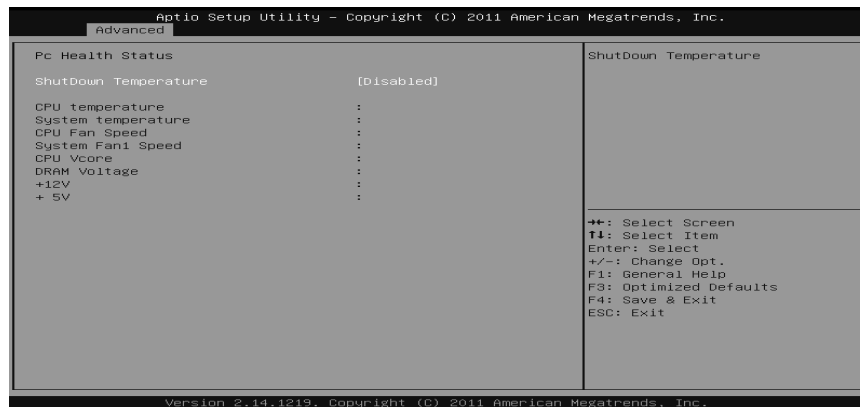 Aptio Setup Utility – Copyright (C) 2011 American Megatrends, Inc.
Advanced
Pc Health Status
ShutDown Temperature [Disabled]
CPU temperature :
System temperature :
CPU Fan Speed :
System Fan1 Speed :
CPU Vcore :
DRAM Voltage :
+12V :
+ 5V :
ShutDown Temperature
→←: Select Screen
↑↓: Select Item
Enter: Select
+/-: Change Opt.
F1: General Help
F3: Optimized Defaults
F4: Save & Exit
ESC: Exit
Version 2.14.1219. Copyright (C) 2011 American Megatrends, Inc.